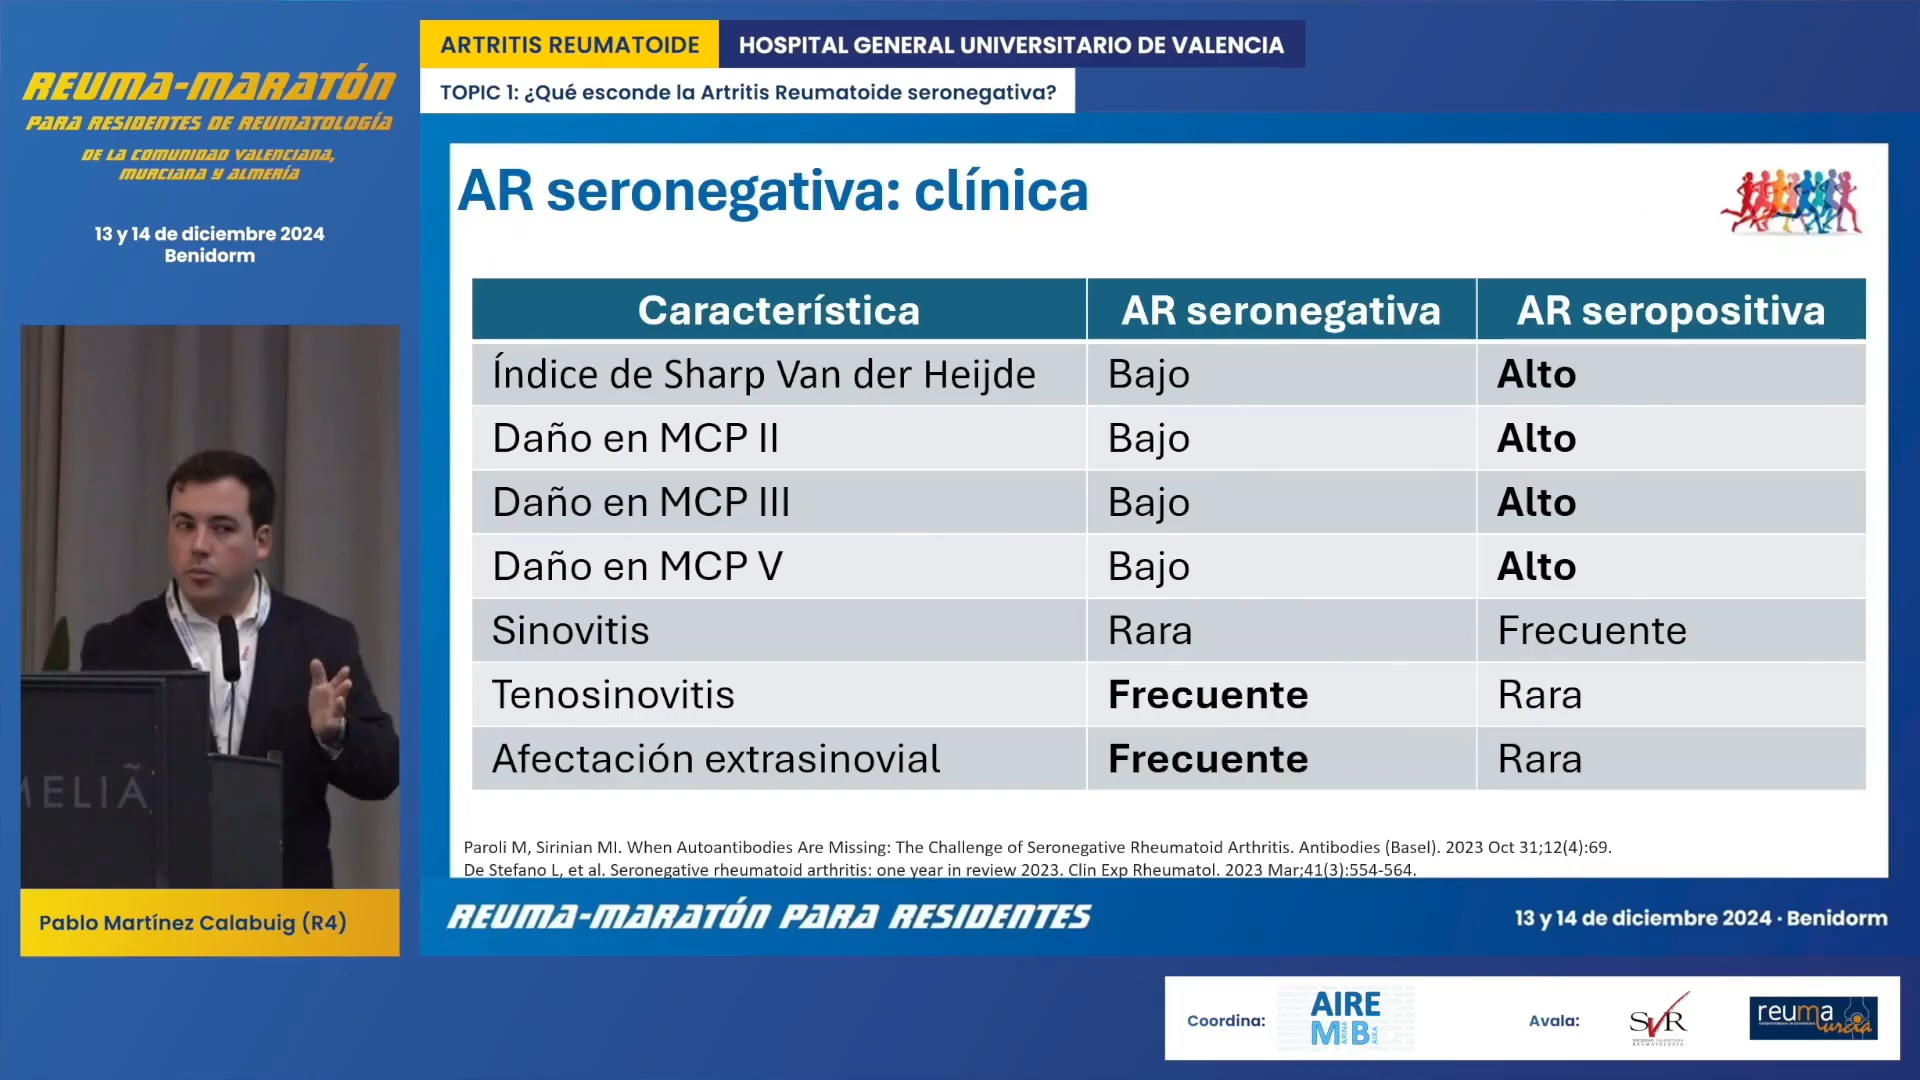 REUMA-MARATÓN
PARA RESIDENTES DE REUMATOLOGÍA
DE LA COMUNIDAD VALENCIANA,
MURCIANA Y ALMERÍA
13 y 14 de diciembre 2024
Benidorm
MELIÃ
Pablo Martínez Calabuig (R4)
ARTRITIS REUMATOIDE HOSPITAL GENERAL UNIVERSITARIO DE VALENCIA
TOPIC 1: ¿Qué esconde la Artritis Reumatoide seronegativa?
AR seronegativa: clínica
Característica AR seronegativa AR seropositiva
Índice de Sharp Van der Heijde Bajo Alto
Daño en MCP II Bajo Alto
Daño en MCP III Bajo Alto
Daño en MCP V Bajo Alto
Sinovitis Rara Frecuente
Tenosinovitis Frecuente Rara
Afectación extrasinovial Frecuente Rara
Paroli M, Sirinian MI. When Autoantibodies Are Missing: The Challenge of Seronegative Rheumatoid Arthritis. Antibodies (Basel). 2023 Oct 31;12(4):69.
De Stefano L, et al. Seronegative rheumatoid arthritis: one year in review 2023. Clin Exp Rheumatol. 2023 Mar;41(3):554-564.
REUMA-MARATÓN PARA RESIDENTES 13 y 14 de diciembre 2024 · Benidorm
Coordina: AIRE
MB
Avala: SVR
reuma
murcia